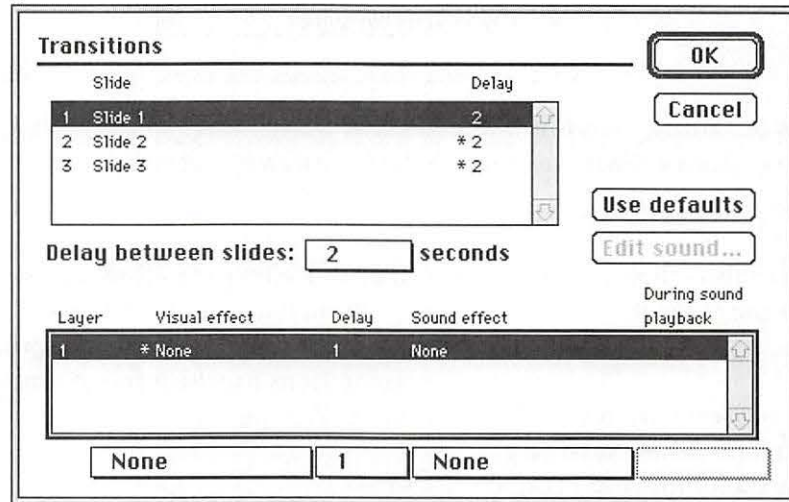 Transitions
OK
Slide Delay
1 Slide 1 2
2 Slide 2 * 2
3 Slide 3 * 2
Cancel
Use defaults
Delay between slides: 2 seconds
Edit sound...
During sound
Layer Visual effect Delay Sound effect playback
1 * None 1 None
None 1 None